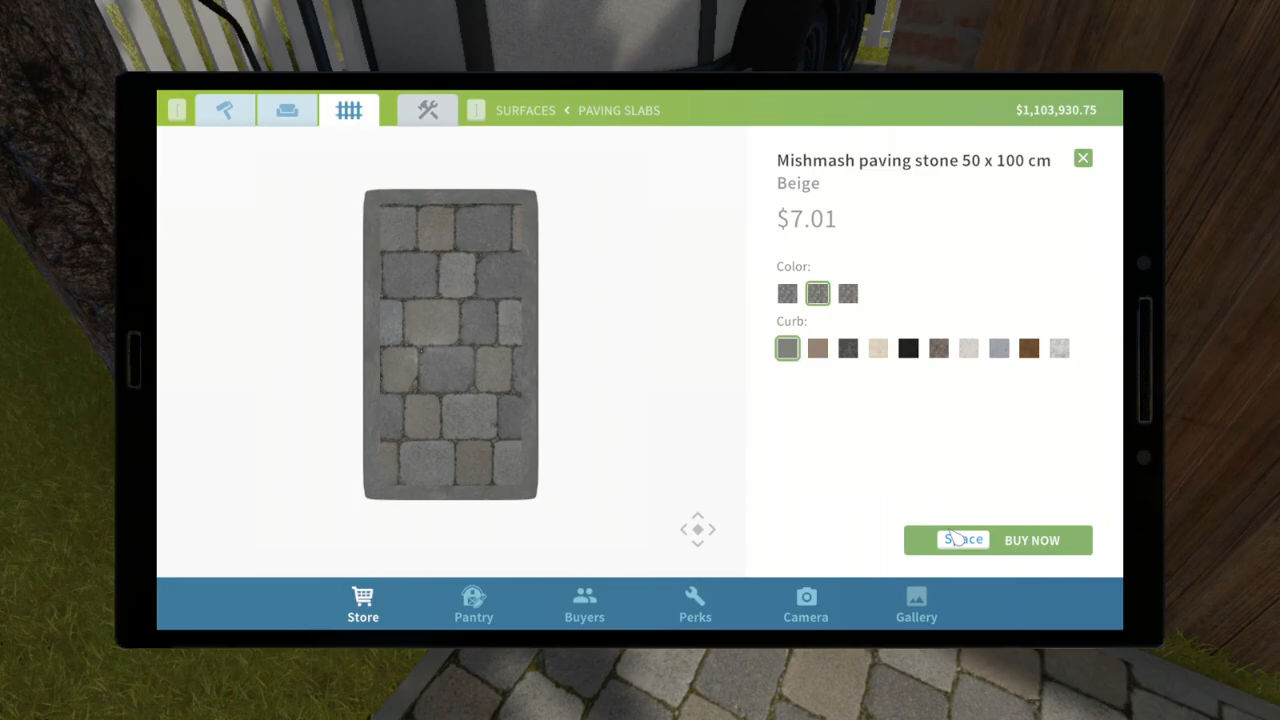 SURFACES < PAVING SLABS
$1,103,930.75
Mishmash paving stone 50 x 100 cm
Beige
$7.01
Color:
Curb:
BUY NOW
Store
Pantry
Buyers
Perks
Camera
Gallery